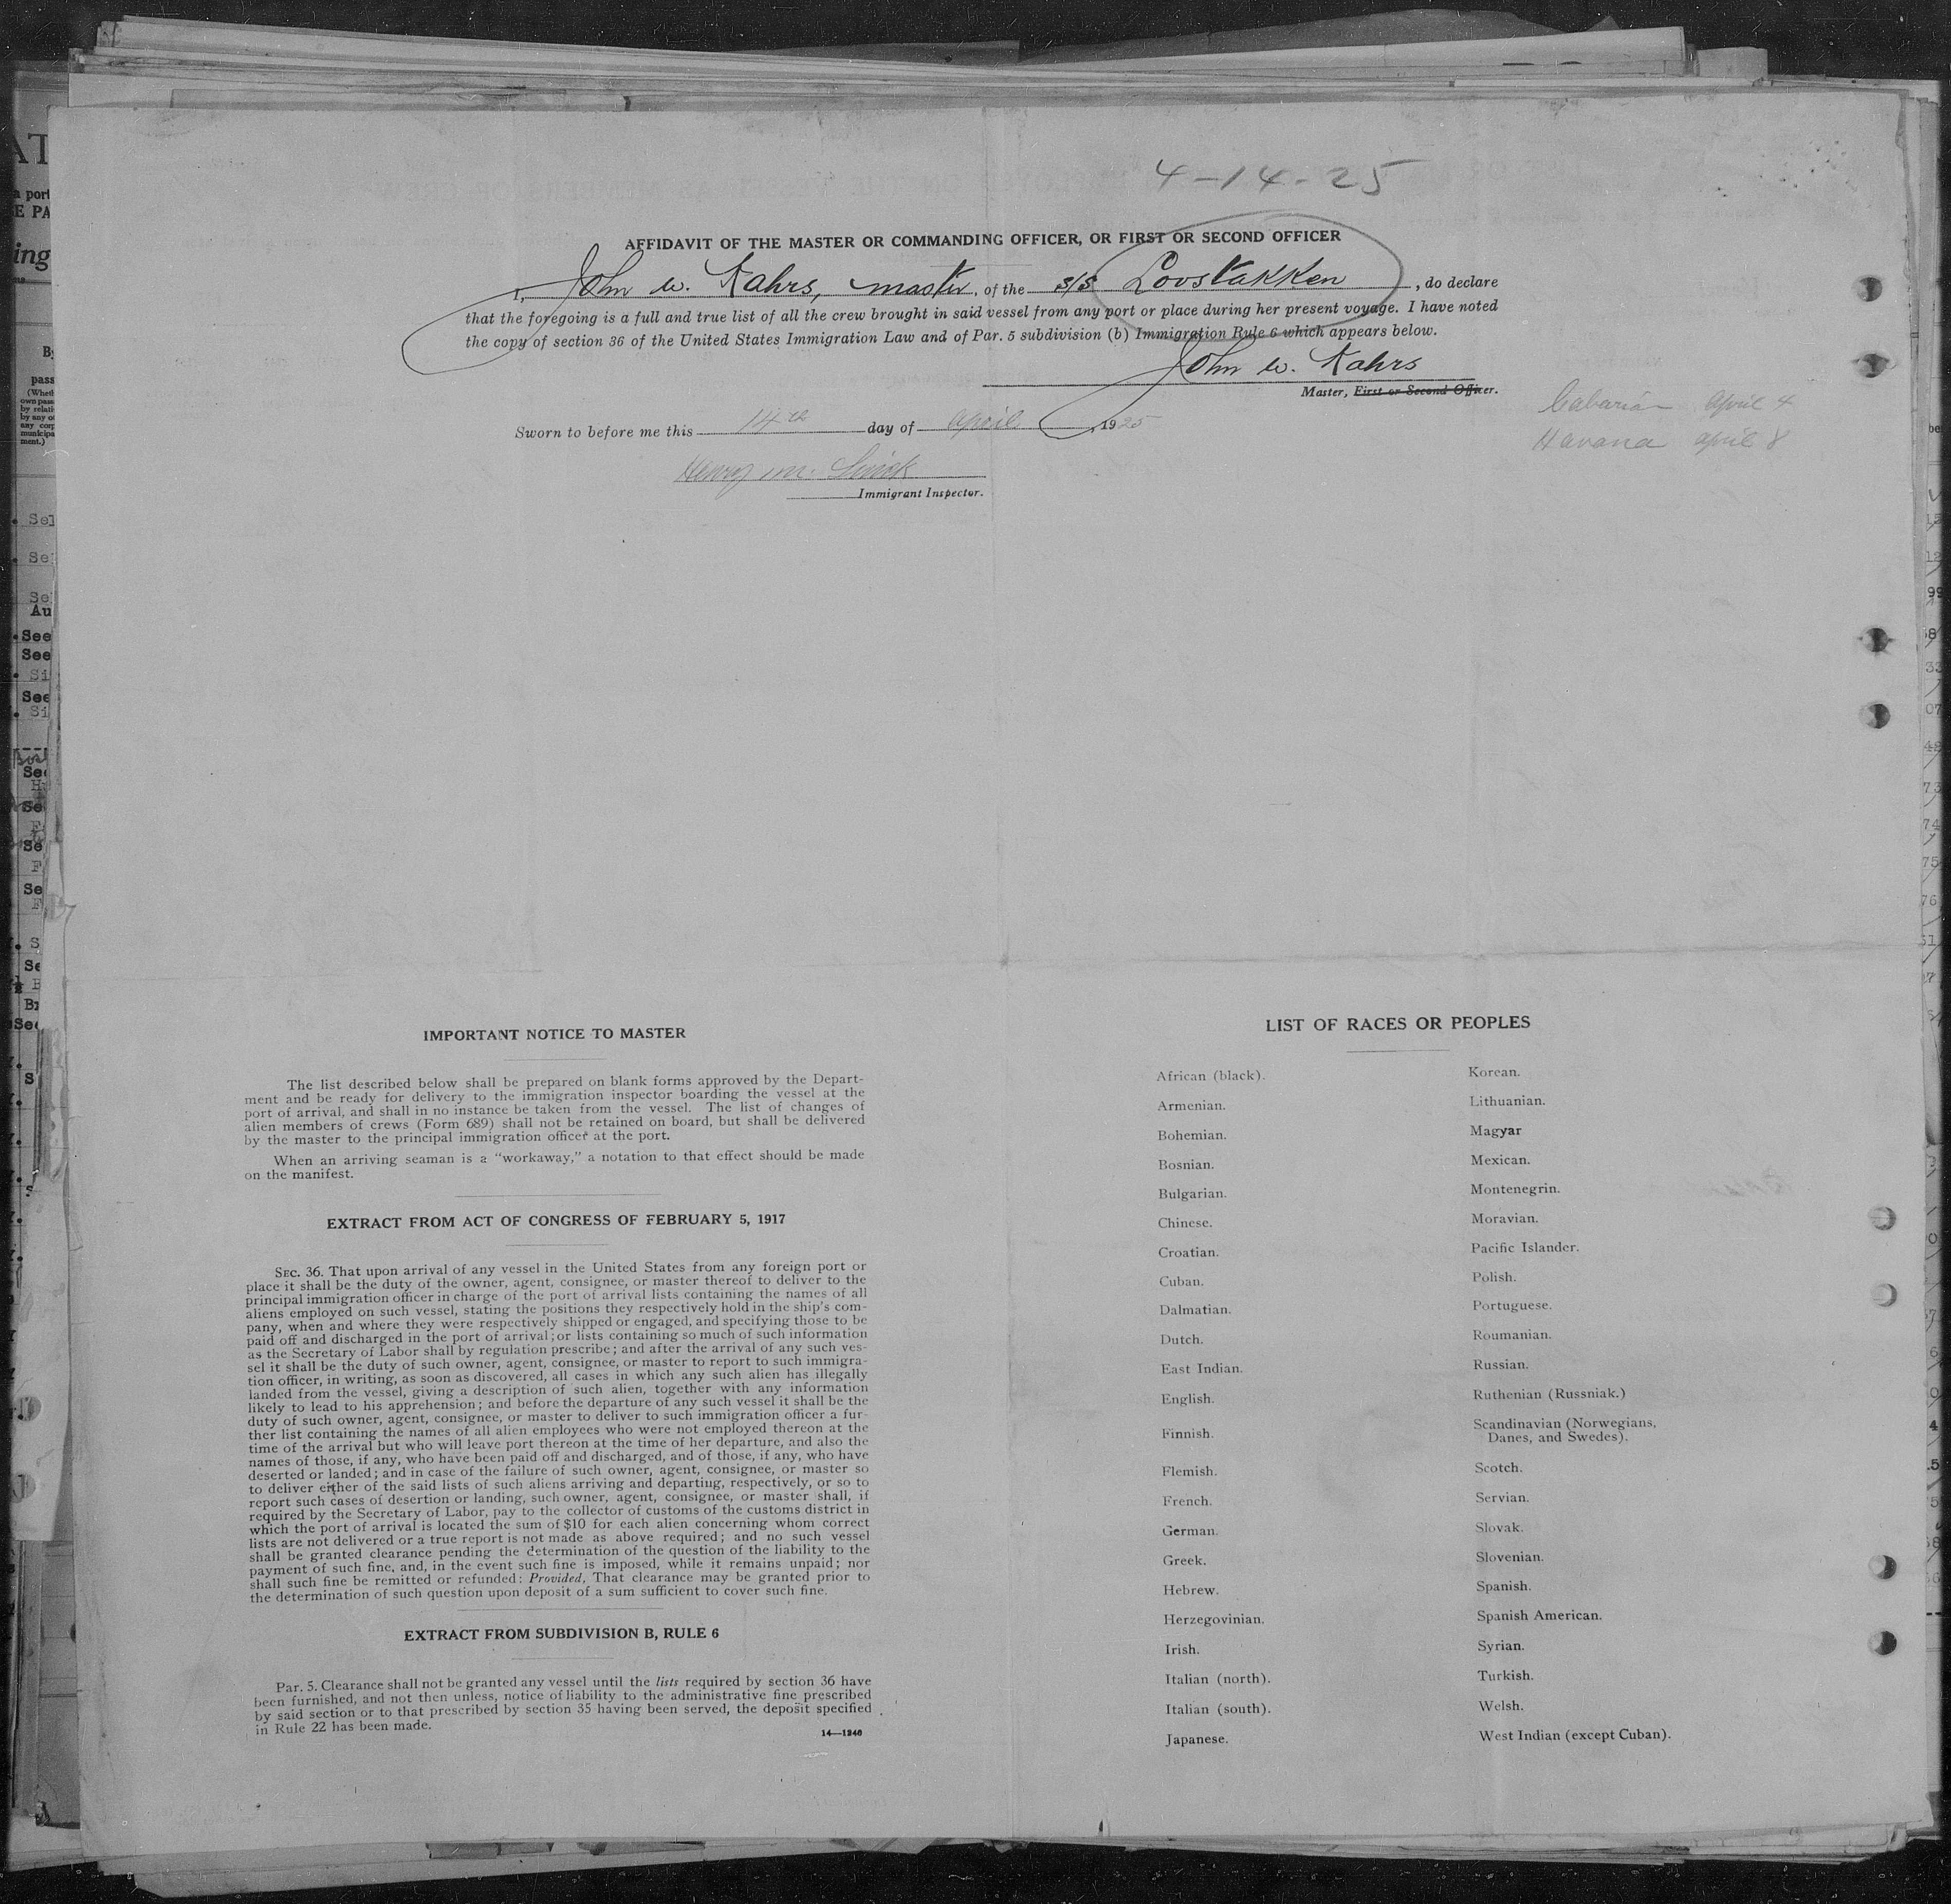 4-14-25
AFFIDAVIT OF THE MASTER OR COMMANDING OFFICER, OR FIRST OR SECOND OFFICER
I, John W. Kahrs, master, of the S/S Lovstakken, do declare
that the foregoing is a full and true list of all the crew brought in said vessel from any port or place during her present voyage. I have noted
the copy of section 36 of the United States Immigration Law and of Par. 5 subdivision (b) Immigration Rule 6 which appears below.
John W. Kahrs
Master, First or Second Officer.
Caibarian April 4
Havana April 8
Sworn to before me this 14th day of April, 1925
Henry M.
Immigrant Inspector.
IMPORTANT NOTICE TO MASTER
The list described below shall be prepared on blank forms approved by the Depart-
ment and be ready for delivery to the immigration inspector boarding the vessel at the
port of arrival, and shall in no instance be taken from the vessel. The list of changes of
alien members of crews (Form 689) shall not be retained on board, but shall be delivered
by the master to the principal immigration officer at the port.
When an arriving seaman is a "workaway," a notation to that effect should be made
on the manifest.
EXTRACT FROM ACT OF CONGRESS OF FEBRUARY 5, 1917
SEC. 36. That upon arrival of any vessel in the United States from any foreign port or
place it shall be the duty of the owner, agent, consignee, or master thereof to deliver to the
principal immigration officer in charge of the port of arrival lists containing the names of all
aliens employed on such vessel, stating the positions they respectively hold in the ship's com-
pany, when and where they were respectively shipped or engaged, and specifying those to be
paid off and discharged in the port of arrival; or lists containing so much of such information
as the Secretary of Labor shall by regulation prescribe; and after the arrival of any such ves-
sel it shall be the duty of such owner, agent, consignee, or master to report to such immigra-
tion officer, in writing, as soon as discovered, all cases in which any such alien has illegally
landed from the vessel, giving a description of such alien, together with any information
likely to lead to his apprehension; and before the departure of any such vessel it shall be the
duty of such owner, agent, consignee, or master to deliver to such immigration officer a fur-
ther list containing the names of all alien employees who were not employed thereon at the
time of the arrival but who will leave port thereon at the time of her departure, and also the
names of those, if any, who have been paid off and discharged, and of those, if any, who have
deserted or landed; and in case of the failure of such owner, agent, consignee, or master so
to deliver either of the said lists of such aliens arriving and departing, respectively, or so to
report such cases of desertion or landing, such owner, agent, consignee, or master shall, if
required by the Secretary of Labor, pay to the collector of customs of the customs district in
which the port of arrival is located the sum of $10 for each alien concerning whom correct
lists are not delivered or a true report is not made as above required; and no such vessel
shall be granted clearance pending the determination of the question of the liability to the
payment of such fine, and, in the event such fine is imposed, while it remains unpaid; nor
shall such fine be remitted or refunded: Provided, That clearance may be granted prior to
the determination of such question upon deposit of a sum sufficient to cover such fine.
EXTRACT FROM SUBDIVISION B, RULE 6
Par. 5. Clearance shall not be granted any vessel until the lists required by section 36 have
been furnished, and not then unless, notice of liability to the administrative fine prescribed
by said section or to that prescribed by section 35 having been served, the deposit specified
in Rule 22 has been made.
14—1240
LIST OF RACES OR PEOPLES
African (black).
Armenian.
Bohemian.
Bosnian.
Bulgarian.
Chinese.
Croatian.
Cuban.
Dalmatian.
Dutch.
East Indian.
English.
Finnish.
Flemish.
French.
German.
Greek.
Hebrew.
Herzegovinian.
Irish.
Italian (north).
Italian (south).
Japanese.
Korean.
Lithuanian.
Magyar
Mexican.
Montenegrin.
Moravian.
Pacific Islander.
Polish.
Portuguese.
Roumanian.
Russian.
Ruthenian (Russniak.)
Scandinavian (Norwegians,
Danes, and Swedes).
Scotch.
Servian.
Slovak.
Slovenian.
Spanish.
Spanish American.
Syrian.
Turkish.
Welsh.
West Indian (except Cuban).